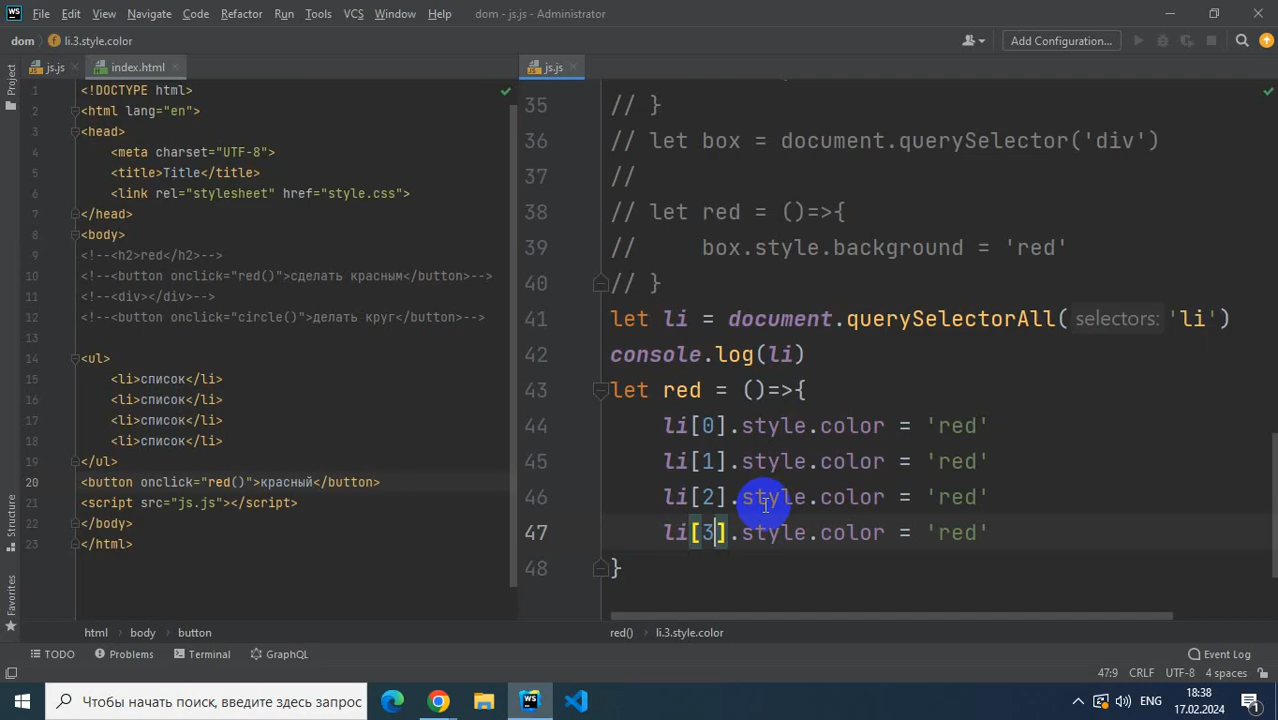 File Edit View Navigate Code Refactor Run Tools VCS Window Help dom - js.js - Administrator
dom li.3.style.color Add Configuration...
Project
Structure
Favorites
js.js index.html
1 <!DOCTYPE html>
2 <html lang="en">
3 <head>
4 <meta charset="UTF-8">
5 <title>Title</title>
6 <link rel="stylesheet" href="style.css">
7 </head>
8 <body>
9 <!--<h2>red</h2>-->
10 <!--<button onclick="red()">сделать красным</button>-->
11 <!--<div></div>-->
12 <!--<button onclick="circle()">делать круг</button>-->
13
14 <ul>
15 <li>список</li>
16 <li>список</li>
17 <li>список</li>
18 <li>список</li>
19 </ul>
20 <button onclick="red()">красный</button>
21 <script src="js.js"></script>
22 </body>
23 </html>
html body button
js.js
35 // }
36 // let box = document.querySelector('div')
37 //
38 // let red = ()=>{
39 // box.style.background = 'red'
40 // }
41 let li = document.querySelectorAll( selectors: 'li')
42 console.log(li)
43 let red = ()=>{
44 li[0].style.color = 'red'
45 li[1].style.color = 'red'
46 li[2].style.color = 'red'
47 li[3].style.color = 'red'
48 }
red() li.3.style.color
TODO Problems Terminal GraphQL Event Log
47:9 CRLF UTF-8 4 spaces
Чтобы начать поиск, введите здесь запрос
ENG
18:38
17.02.2024
1